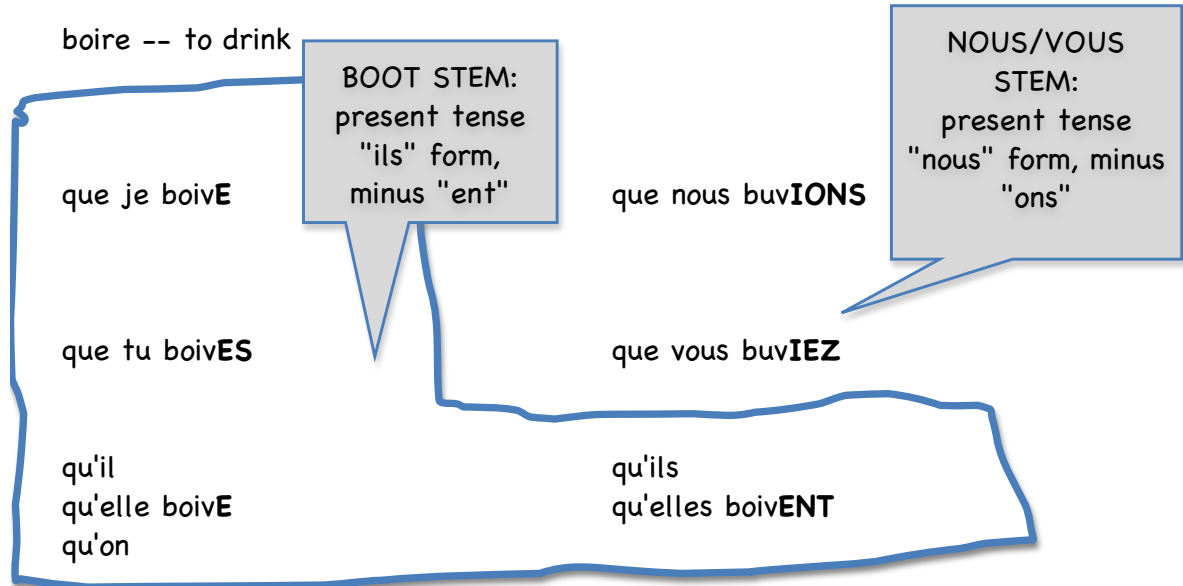 boire -- to drink
BOOT STEM:
present tense
"ils" form,
minus "ent"
NOUS/VOUS
STEM:
present tense
"nous" form, minus
"ons"
que je boivE
que nous buvIONS
que tu boivES
que vous buvIEZ
qu'il
qu'elle boivE
qu'on
qu'ils
qu'elles boivENT